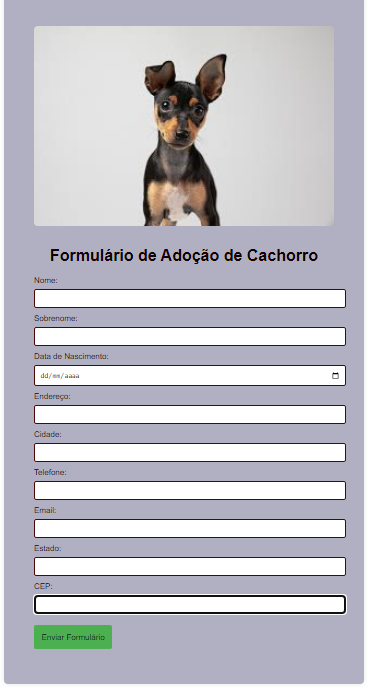 Formulário de Adoção de Cachorro
Nome:
Sobrenome:
Data de Nascimento:
dd/mm/aaaa
Endereço:
Cidade:
Telefone:
Email:
Estado:
CEP:
Enviar Formulário